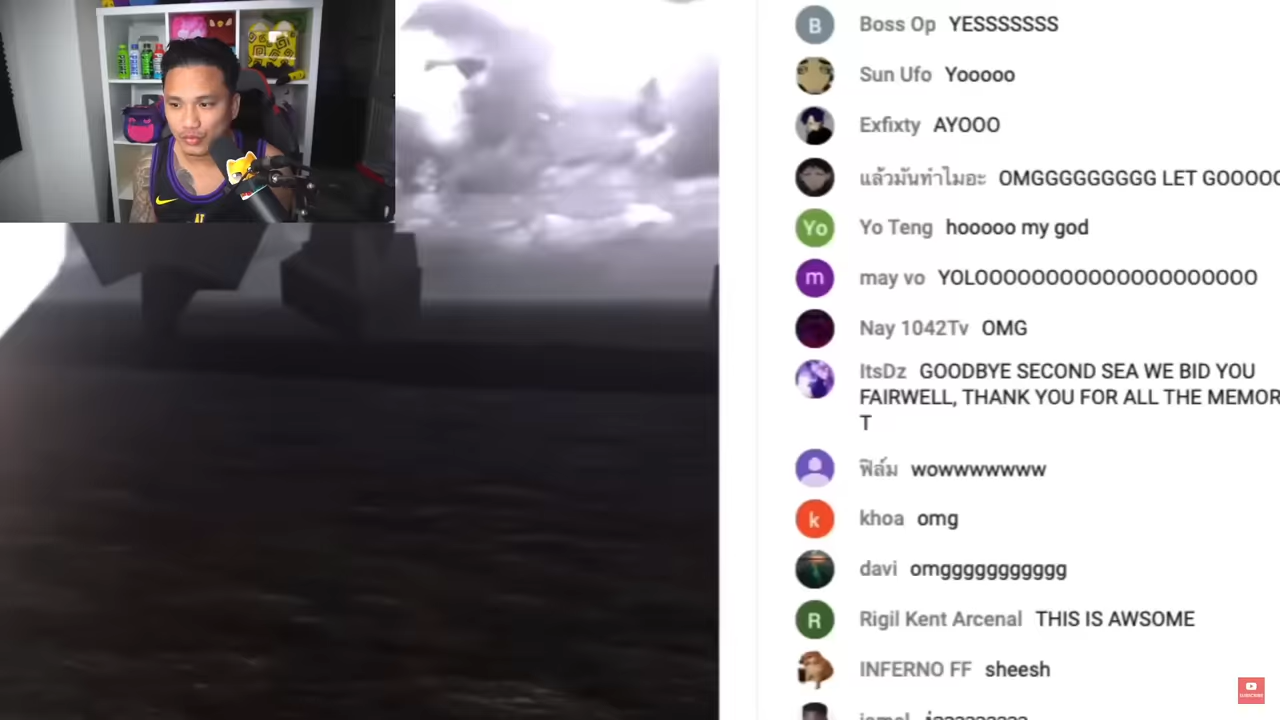 B Boss Op YESSSSSSS
Sun Ufo Yooooo
Exfixty AYOOO
แล้วมันทำไมอะ OMGGGGGGGGG LET GOOOOO
Yo Yo Teng hooooo my god
m may vo YOLOOOOOOOOOOOOOOOOOOOO
Nay 1042Tv OMG
ItsDz GOODBYE SECOND SEA WE BID YOU
FAIRWELL, THANK YOU FOR ALL THE MEMOR
T
ฟิล์ม wowwwwwww
k khoa omg
davi omggggggggggg
R Rigil Kent Arcenal THIS IS AWSOME
INFERNO FF sheesh
SUBSCRIBE